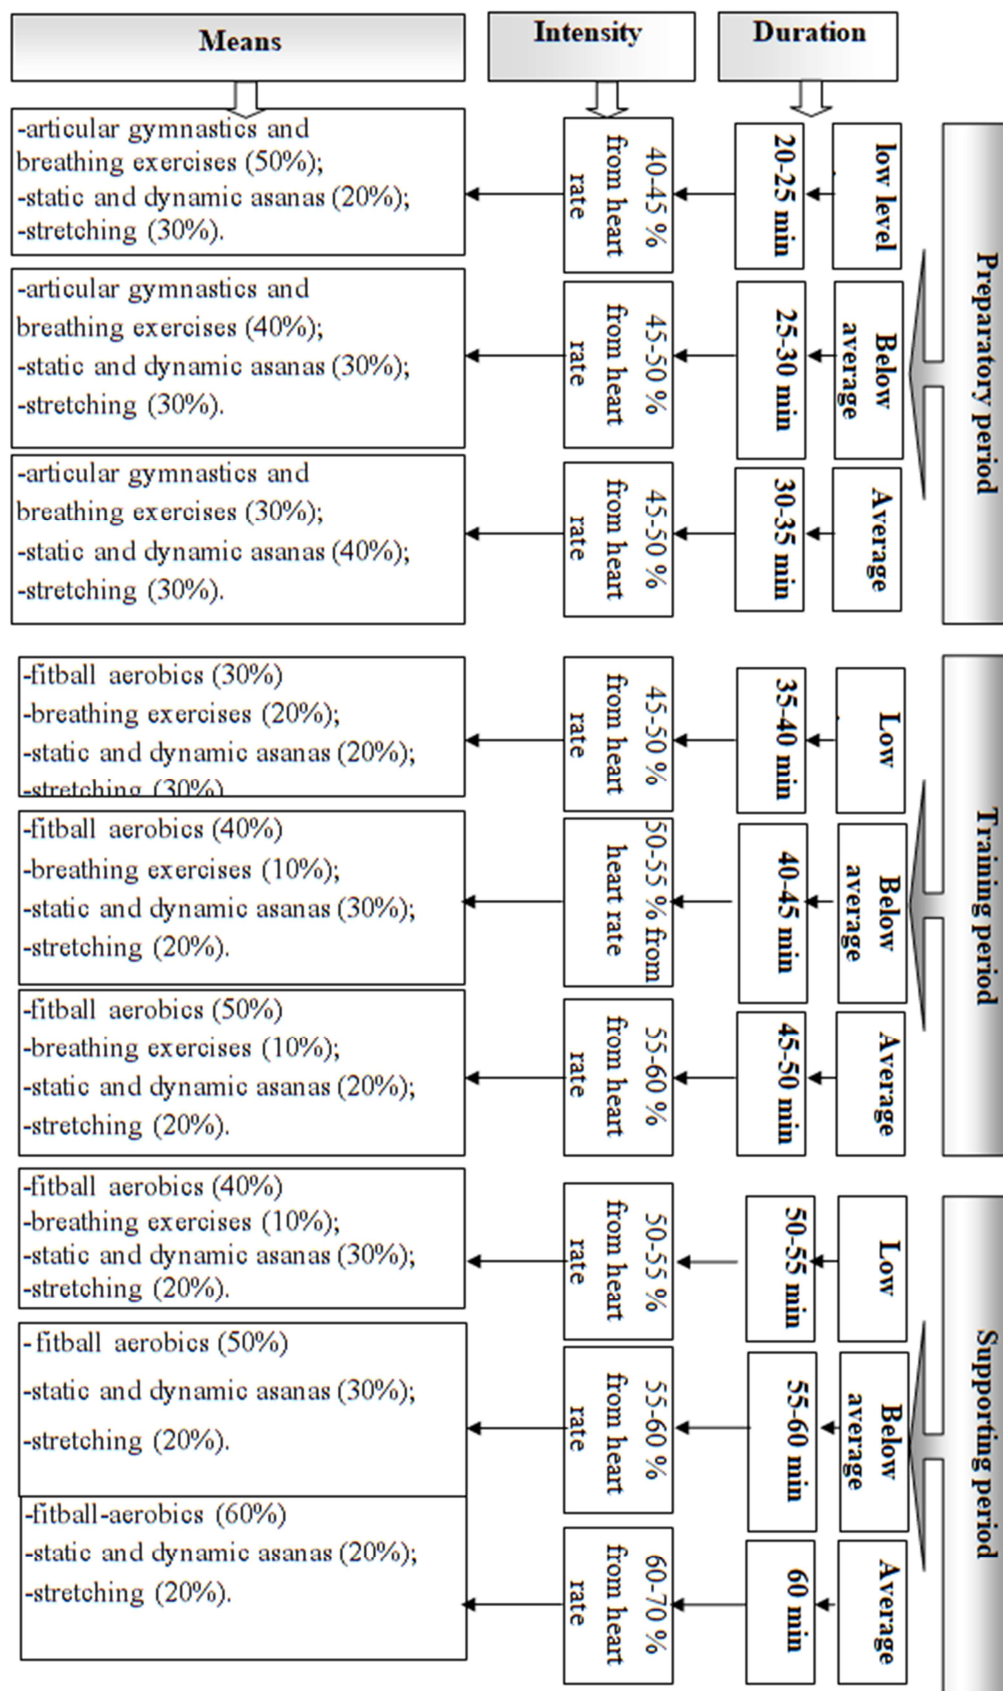 Means
Intensity
Duration
Preparatory period
low level
20-25 min
40-45 %
from heart
rate
-articular gymnastics and
breathing exercises (50%);
-static and dynamic asanas (20%);
-stretching (30%).
Below
average
25-30 min
45-50 %
from heart
rate
-articular gymnastics and
breathing exercises (40%);
-static and dynamic asanas (30%);
-stretching (30%).
Average
30-35 min
45-50 %
from heart
rate
-articular gymnastics and
breathing exercises (30%);
-static and dynamic asanas (40%);
-stretching (30%).
Training period
Low
35-40 min
45-50 %
from heart
rate
-fitball aerobics (30%)
-breathing exercises (20%);
-static and dynamic asanas (20%);
-stretching (30%)
Below
average
40-45 min
50-55 % from
heart rate
-fitball aerobics (40%)
-breathing exercises (10%);
-static and dynamic asanas (30%);
-stretching (20%).
Average
45-50 min
55-60 %
from heart
rate
-fitball aerobics (50%)
-breathing exercises (10%);
-static and dynamic asanas (20%);
-stretching (20%).
Supporting period
Low
50-55 min
50-55 %
from heart
rate
-fitball aerobics (40%)
-breathing exercises (10%);
-static and dynamic asanas (30%);
-stretching (20%).
Below
average
55-60 min
55-60 %
from heart
rate
-fitball aerobics (50%)
-static and dynamic asanas (30%);
-stretching (20%).
Average
60 min
60-70 %
from heart
rate
-fitball-aerobics (60%)
-static and dynamic asanas (20%);
-stretching (20%).